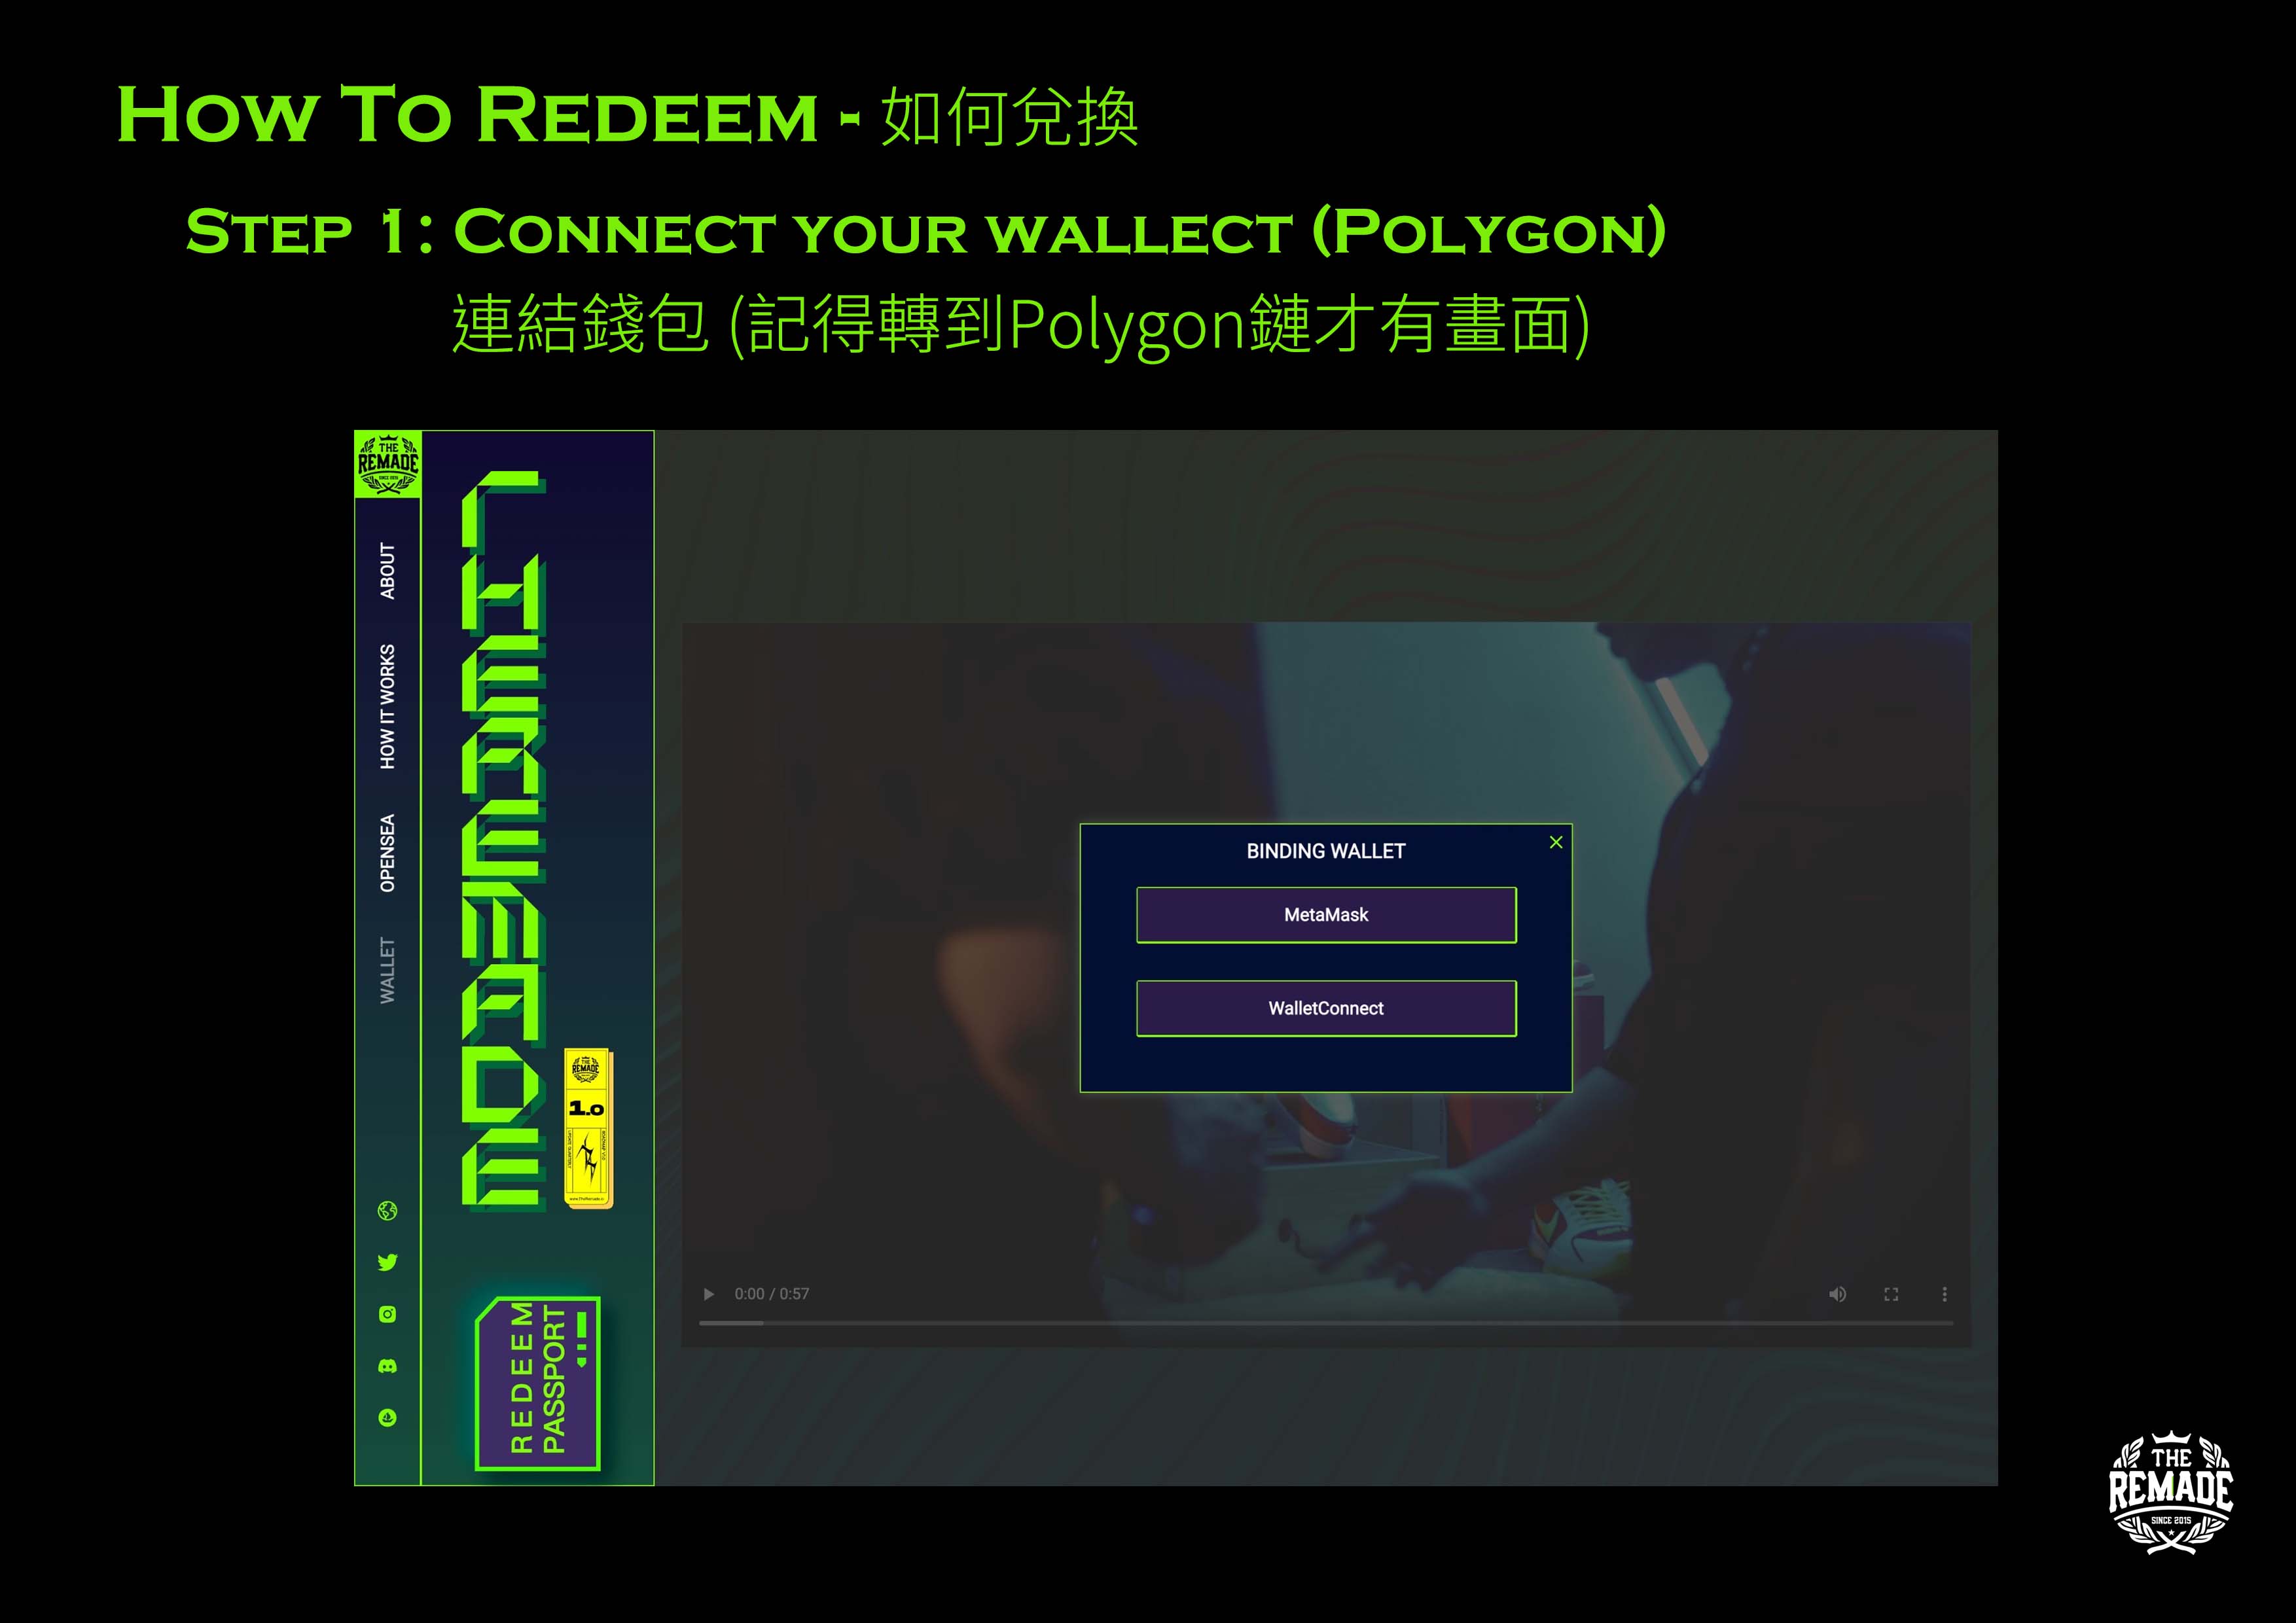 How To Redeem - 如何兌換
Step 1: Connect your wallect (Polygon)
連結錢包 (記得轉到Polygon鏈才有畫面)
THE
REMADE
SINCE 2015
ABOUT
HOW IT WORKS
OPENSEA
WALLET
THEREMADE
THE
REMADE
1.0
REDEEM
PASSPORT
BINDING WALLET
MetaMask
WalletConnect
0:00 / 0:57
THE
REMADE
SINCE 2015